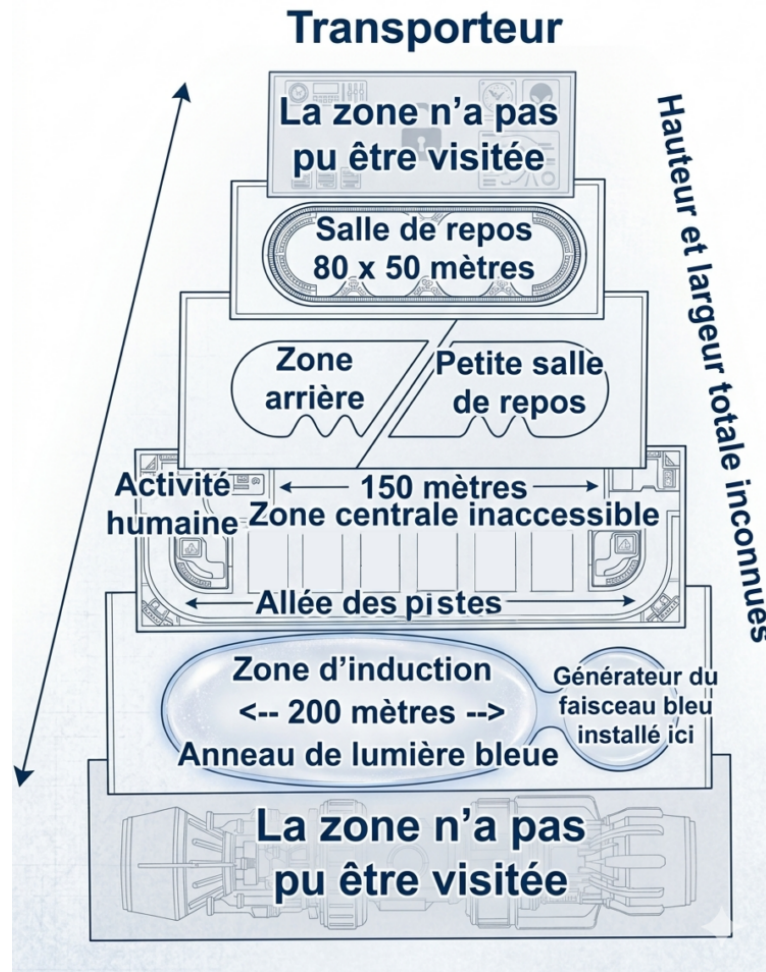 Transporteur
La zone n'a pas
pu être visitée
Salle de repos
80 x 50 mètres
Zone
arrière
Petite salle
de repos
Activité
humaine
150 mètres
Zone centrale inaccessible
Allée des pistes
Zone d'induction
<-- 200 mètres -->
Anneau de lumière bleue
Générateur du
faisceau bleu
installé ici
La zone n'a pas
pu être visitée
Hauteur et largeur totale inconnues